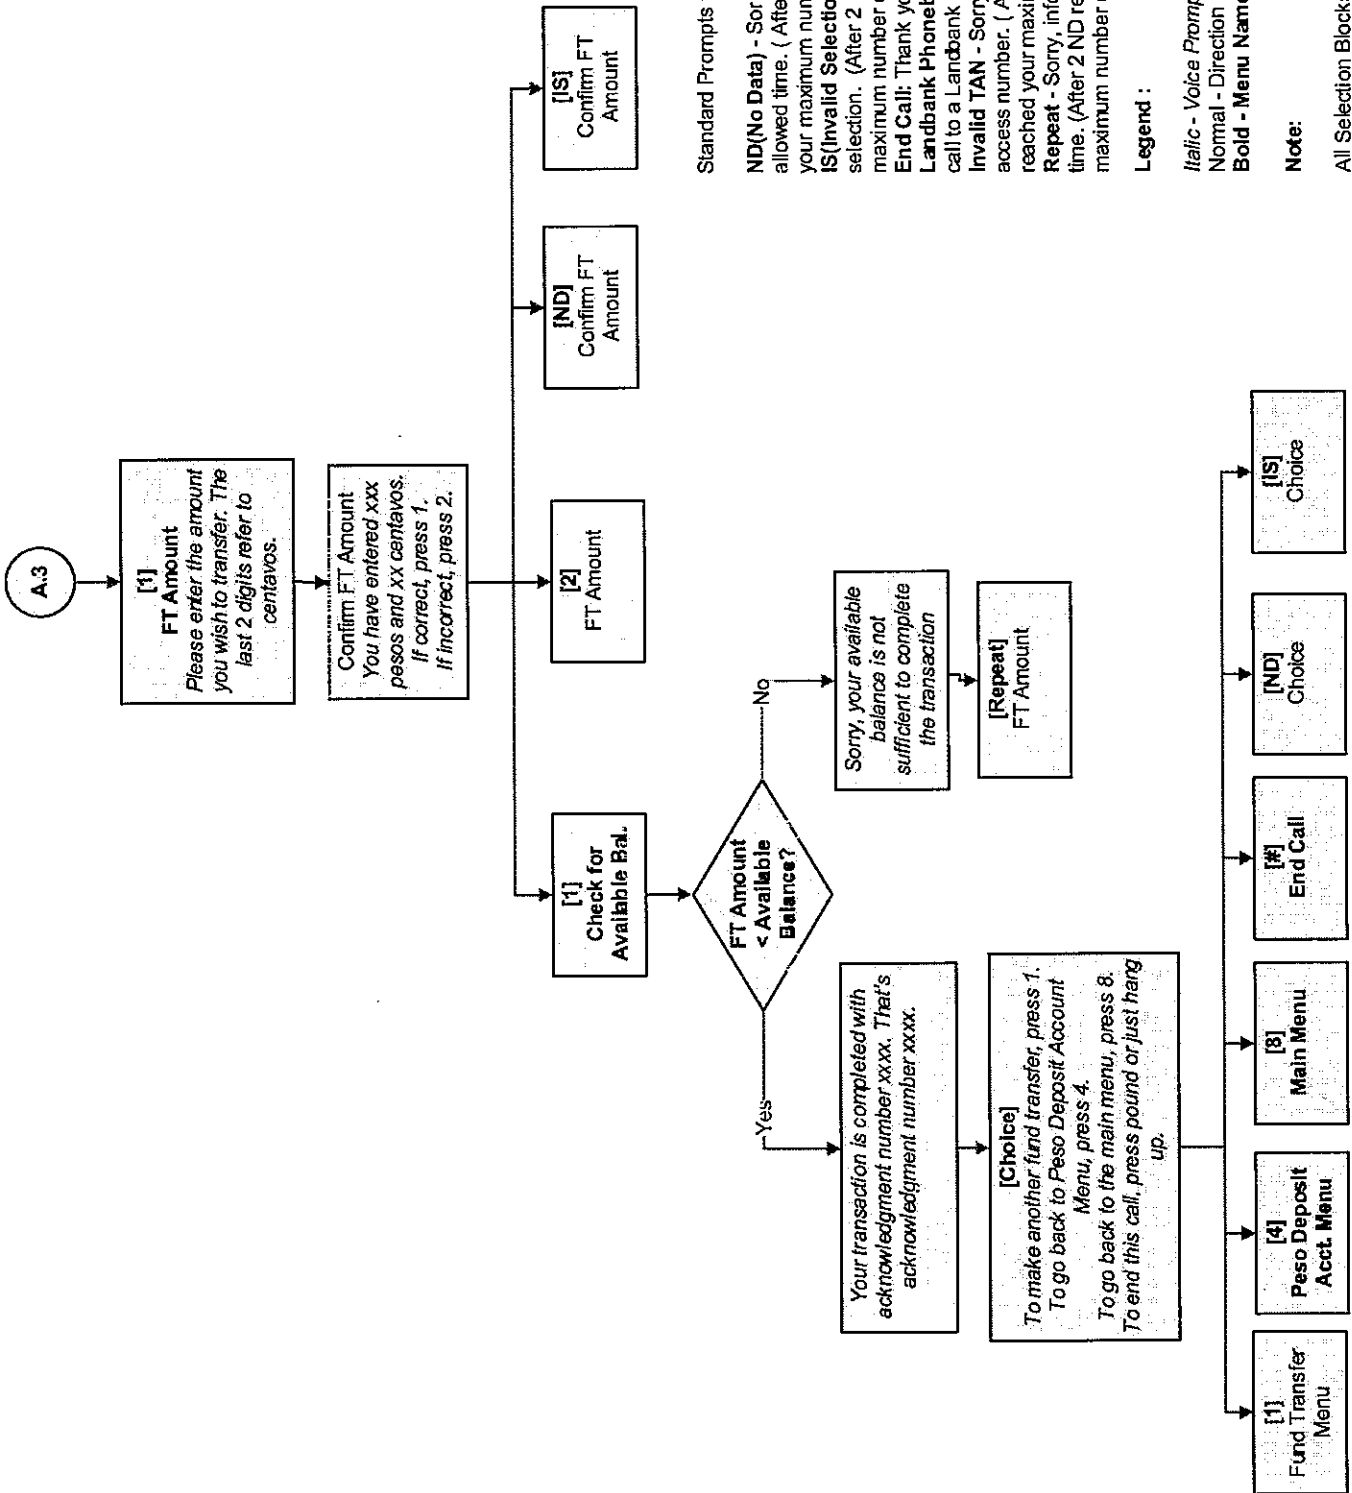 A.3
[1]
FT Amount
Please enter the amount
you wish to transfer. The
last 2 digits refer to
centavos.
Confirm FT Amount
You have entered xxx
pesos and xx centavos.
If correct, press 1.
If incorrect, press 2.
[1]
Check for
Available Bal.
[2]
FT Amount
[ND]
Confirm FT
Amount
[IS]
Confirm FT
Amount
FT Amount
< Available
Balance?
Yes
No
Your transaction is completed with
acknowledgment number xxxx. That's
acknowledgment number xxxx.
Sorry, your available
balance is not
sufficient to complete
the transaction
[Repeat]
FT Amount
[Choice]
To make another fund transfer, press 1.
To go back to Peso Deposit Account
Menu, press 4.
To go back to the main menu, press 8.
To end this call, press pound or just hang
up.
[1]
Fund Transfer
Menu
[4]
Peso Deposit
Acct. Menu
[8]
Main Menu
[#]
End Call
[ND]
Choice
[IS]
Choice
Standard Prompts
ND(No Data) - Sor
allowed time. ( Afte
your maximum num
IS(Invalid Selection
selection. (After 2
maximum number
End Call: Thank yo
Landbank Phoneb
call to a Landbank
Invalid TAN - Sorry
access number. ( A
reached your maxi
Repeat - Sorry, info
time. (After 2 ND re
maximum number
Legend :
Italic - Voice Promp
Normal - Direction
Bold - Menu Name
Note:
All Selection Block